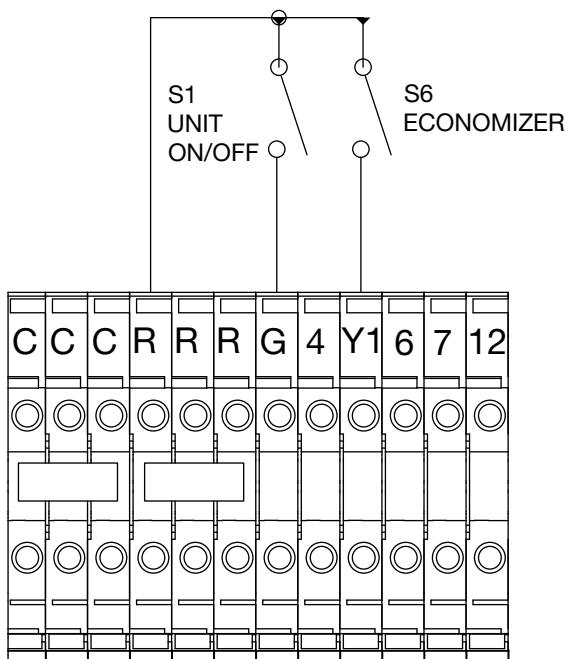 S1
UNIT
ON/OFF
S6
ECONOMIZER
C C C R R R G 4 Y1 6 7 12